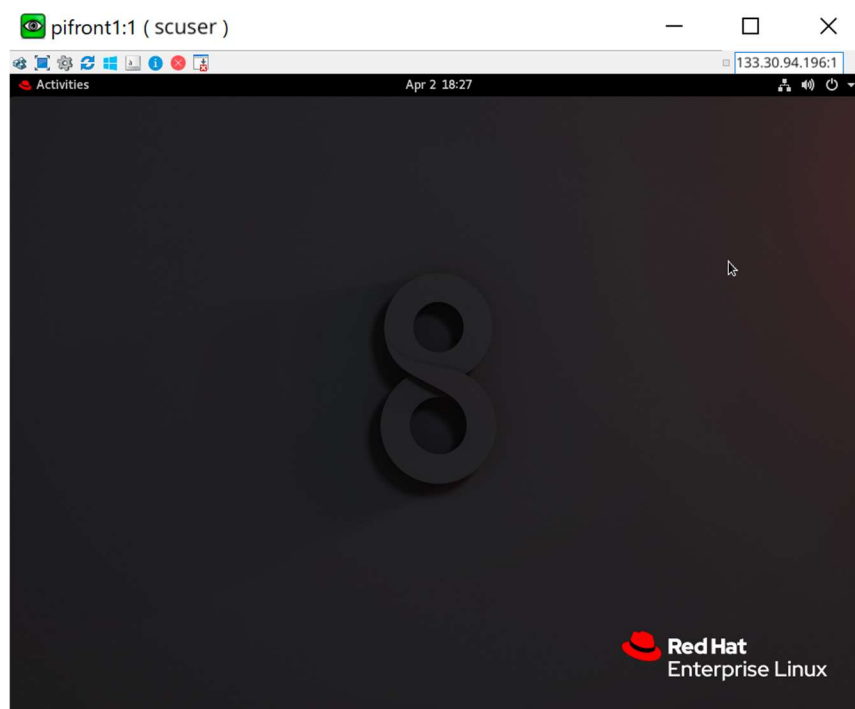 pifront1:1 ( scuser )
133.30.94.196:1
Activities
Apr 2 18:27
8
Red Hat
Enterprise Linux